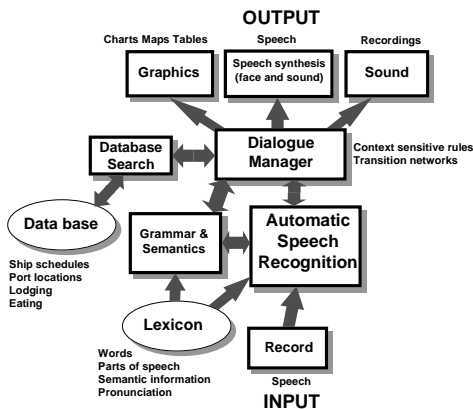 OUTPUT
Charts Maps Tables
Speech
Recordings
Graphics
Speech synthesis
(face and sound)
Sound
Database
Search
Dialogue
Manager
Context sensitive rules
Transition networks
Data base
Ship schedules
Port locations
Lodging
Eating
Grammar &
Semantics
Automatic
Speech
Recognition
Lexicon
Words
Parts of speech
Semantic information
Pronunciation
Record
Speech
INPUT